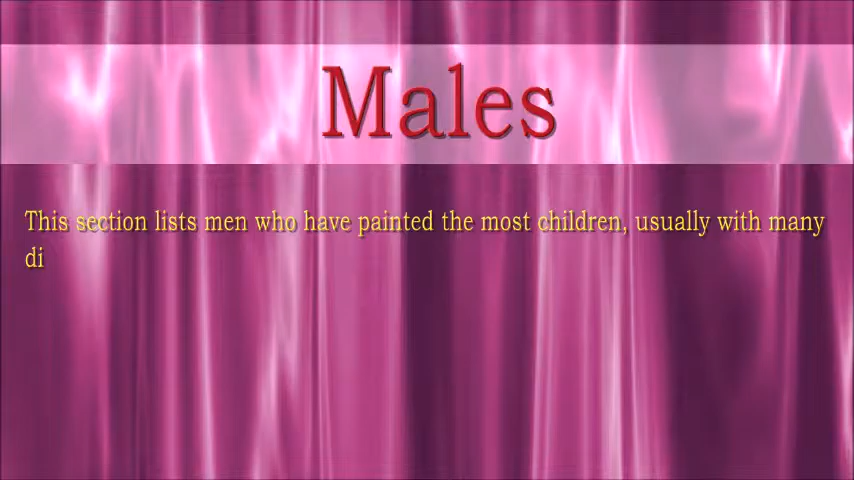 Males
This section lists men who have painted the most children, usually with many
di